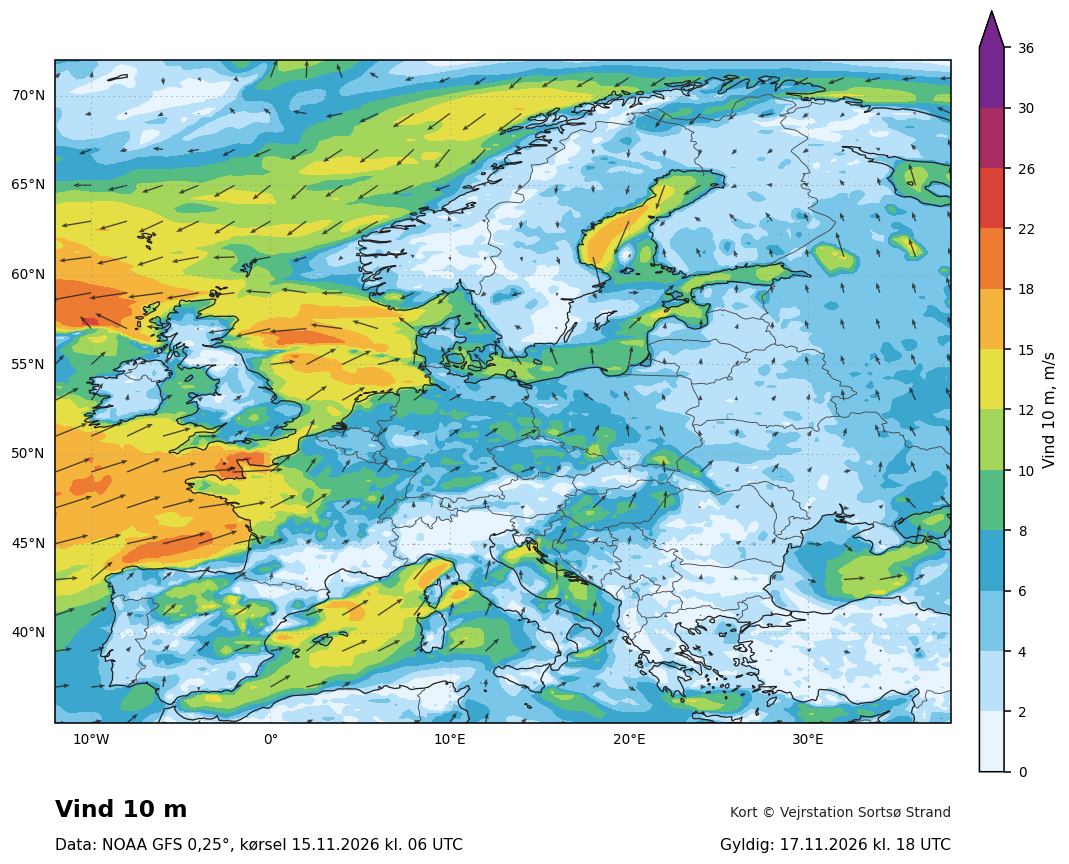 36
30
26
22
18
15
12
10
8
6
4
2
0
Vind 10 m, m/s
70°N
65°N
60°N
55°N
50°N
45°N
40°N
10°W
0°
10°E
20°E
30°E
Vind 10 m
Kort © Vejrstation Sortsø Strand
Data: NOAA GFS 0,25°, kørsel 15.11.2026 kl. 06 UTC
Gyldig: 17.11.2026 kl. 18 UTC